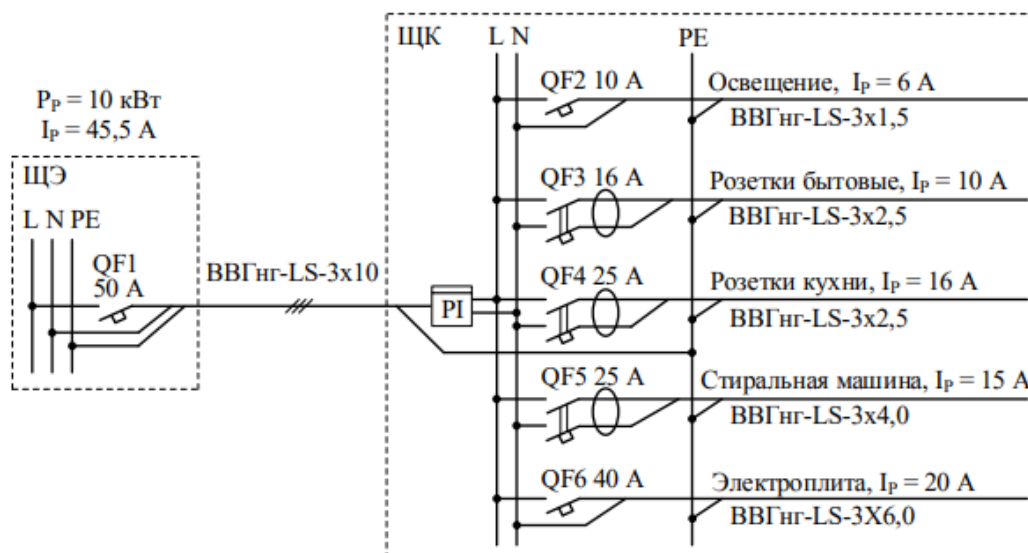 ЩК
L N
PE
P_P = 10 кВт
I_P = 45,5 А
ЩЭ
L N PE
QF1
50 А
ВВГнг-LS-3х10
PI
QF2 10 А
Освещение, I_P = 6 А
ВВГнг-LS-3х1,5
QF3 16 А
Розетки бытовые, I_P = 10 А
ВВГнг-LS-3х2,5
QF4 25 А
Розетки кухни, I_P = 16 А
ВВГнг-LS-3х2,5
QF5 25 А
Стиральная машина, I_P = 15 А
ВВГнг-LS-3х4,0
QF6 40 А
Электроплита, I_P = 20 А
ВВГнг-LS-3Х6,0